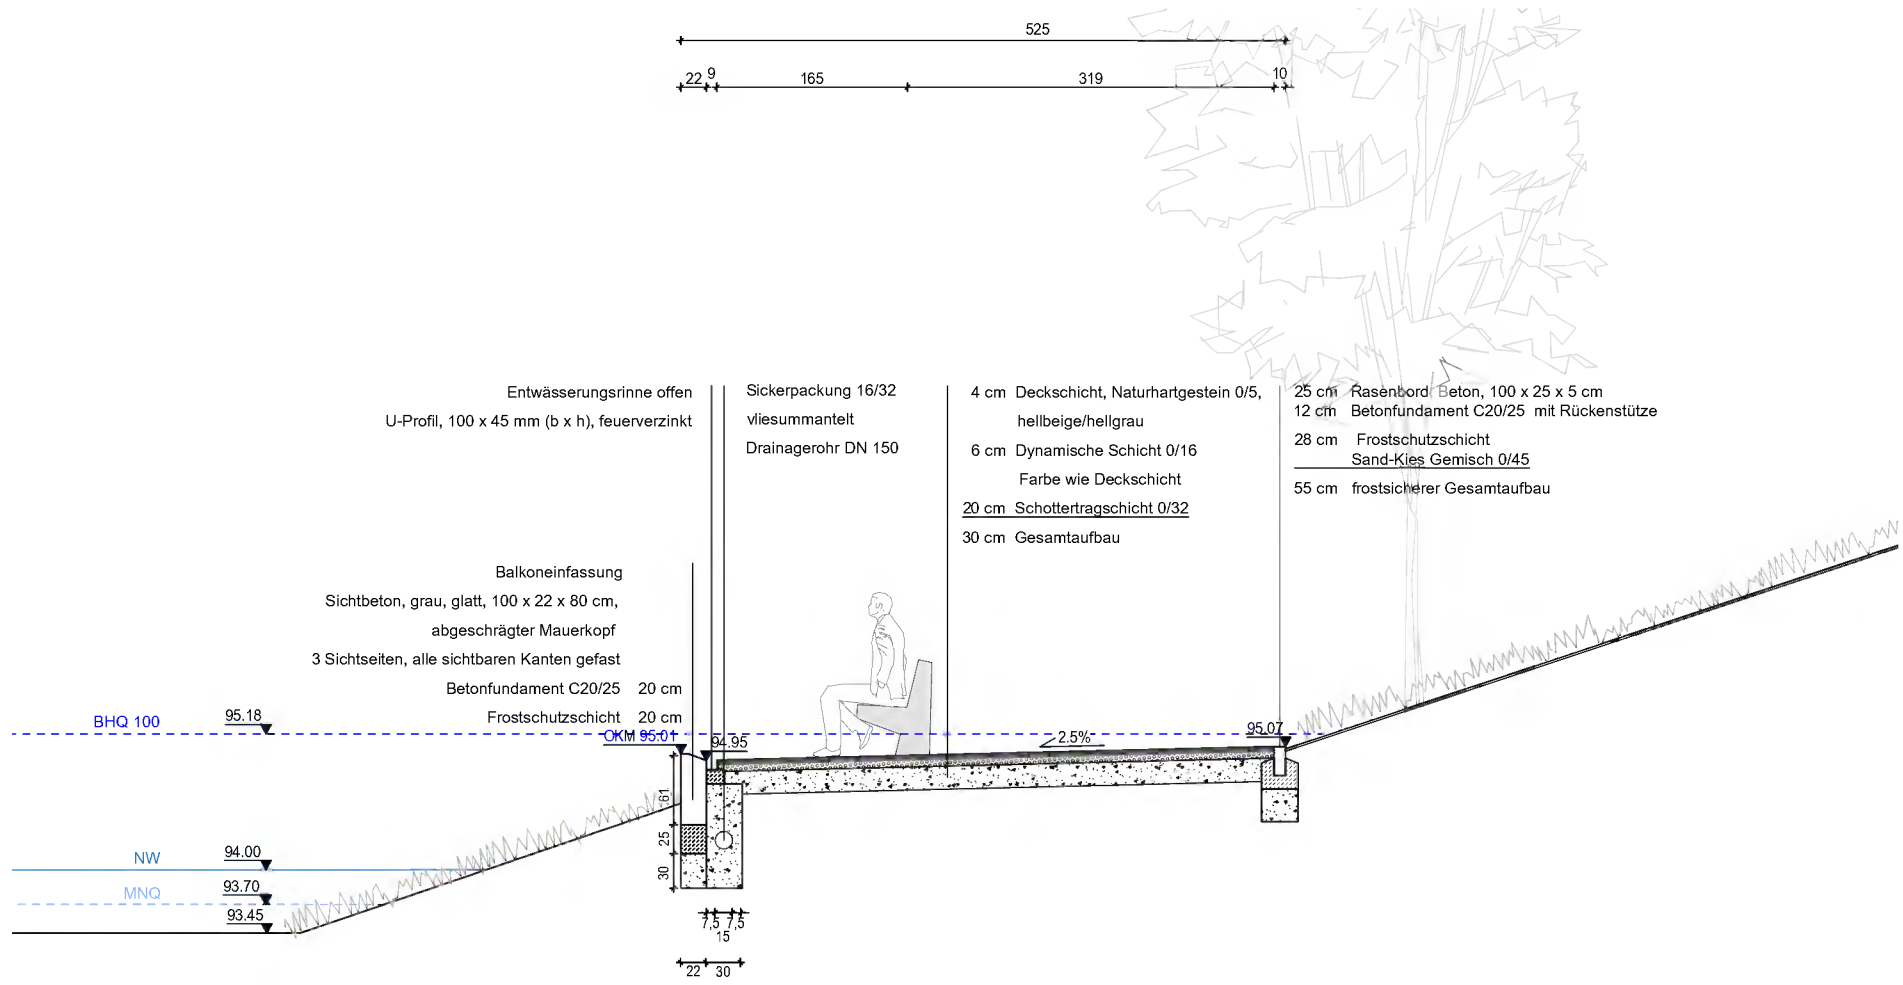 525
22 9 165 319 10
Entwässerungsrinne offen
U-Profil, 100 x 45 mm (b x h), feuerverzinkt
Sickerpackung 16/32
vliesummantelt
Drainagerohr DN 150
4 cm Deckschicht, Naturhartgestein 0/5,
hellbeige/hellgrau
6 cm Dynamische Schicht 0/16
Farbe wie Deckschicht
20 cm Schottertragschicht 0/32
30 cm Gesamtaufbau
25 cm Rasenbord, Beton, 100 x 25 x 5 cm
12 cm Betonfundament C20/25 mit Rückenstütze
28 cm Frostschutzschicht
Sand-Kies Gemisch 0/45
55 cm frostsicherer Gesamtaufbau
Balkoneinfassung
Sichtbeton, grau, glatt, 100 x 22 x 80 cm,
abgeschrägter Mauerkopf
3 Sichtseiten, alle sichtbaren Kanten gefast
Betonfundament C20/25 20 cm
Frostschutzschicht 20 cm
BHQ 100 95.18
OKM 95.01
94.95
2.5%
95.07
61
25
30
NW 94.00
MNQ 93.70
93.45
7,5 7,5
15
22 30